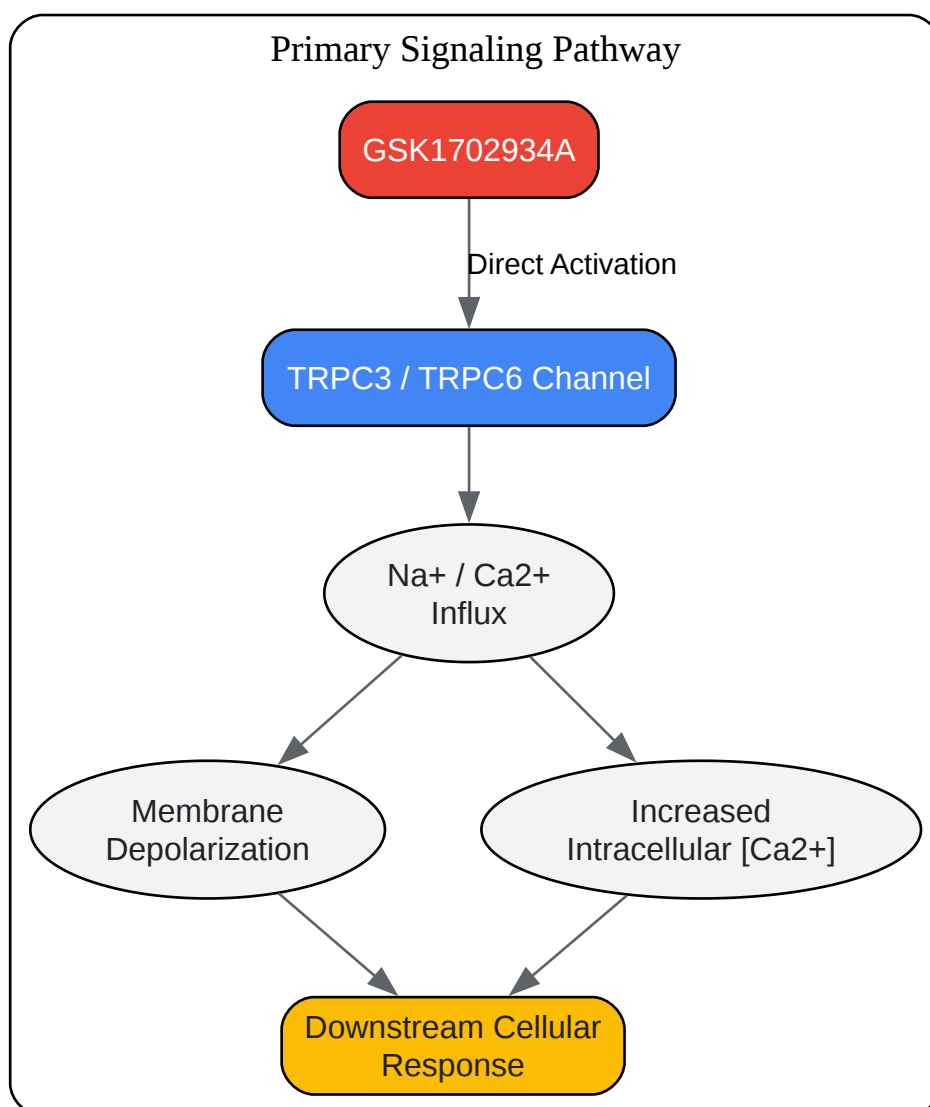 Primary Signaling Pathway
GSK1702934A
Direct Activation
TRPC3 / TRPC6 Channel
Na+ / Ca2+
Influx
Membrane
Depolarization
Increased
Intracellular [Ca2+]
Downstream Cellular
Response